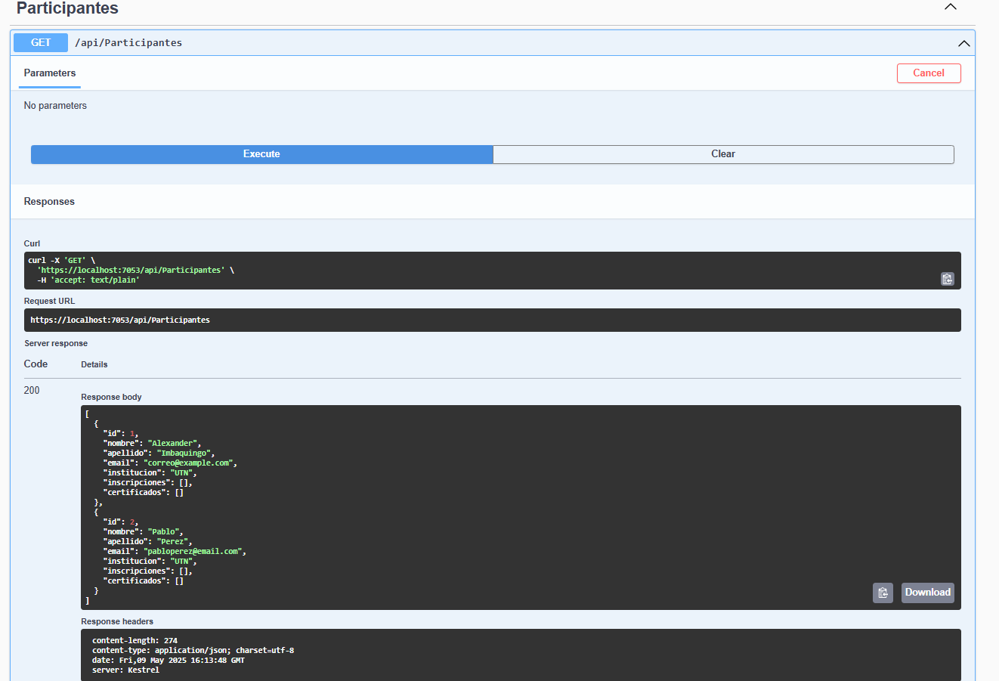 Participantes
GET /api/Participantes
Parameters
Cancel
No parameters
Execute
Clear
Responses
Curl
curl -X 'GET' \
  'https://localhost:7053/api/Participantes' \
  -H 'accept: text/plain'
Request URL
https://localhost:7053/api/Participantes
Server response
Code Details
200
Response body
[
  {
    "id": 1,
    "nombre": "Alexander",
    "apellido": "Imbaquingo",
    "email": "correo@example.com",
    "institucion": "UTN",
    "inscripciones": [],
    "certificados": []
  },
  {
    "id": 2,
    "nombre": "Pablo",
    "apellido": "Perez",
    "email": "pabloperez@email.com",
    "institucion": "UTN",
    "inscripciones": [],
    "certificados": []
  }
]
Download
Response headers
content-length: 274
content-type: application/json; charset=utf-8
date: Fri,09 May 2025 16:13:48 GMT
server: Kestrel